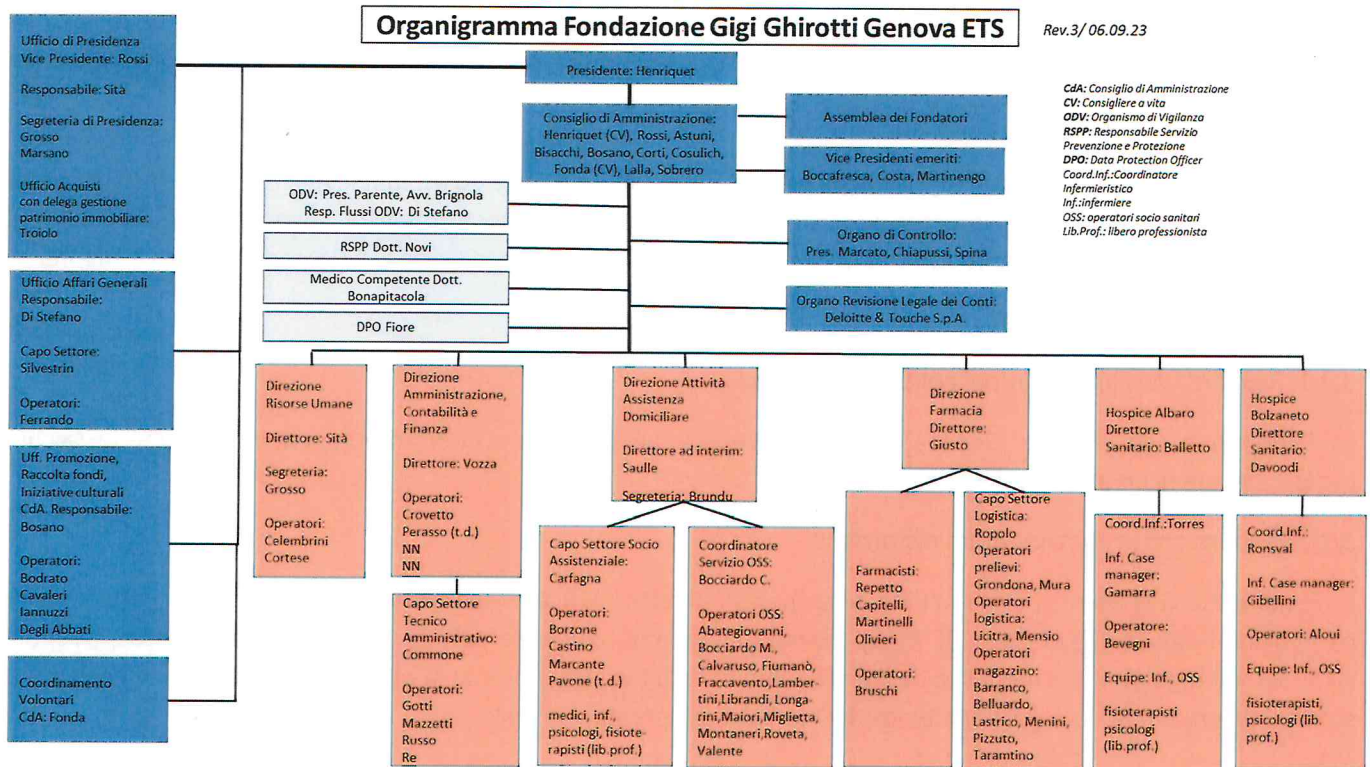 Organigramma Fondazione Gigi Ghirotti Genova ETS
Rev.3/ 06.09.23
Ufficio di Presidenza
Vice Presidente: Rossi
Responsabile: Sità
Segreteria di Presidenza:
Grosso
Marsano
Ufficio Acquisti
con delega gestione
patrimonio immobiliare:
Troiolo
Presidente: Henriquet
Consiglio di Amministrazione:
Henriquet (CV), Rossi, Astuni,
Bisacchi, Bosano, Corti, Cosulich,
Fonda (CV), Lalla, Sobrero
Assemblea dei Fondatori
Vice Presidenti emeriti:
Boccafresca, Costa, Martinengo
CdA: Consiglio di Amministrazione
CV: Consigliere a vita
ODV: Organismo di Vigilanza
RSPP: Responsabile Servizio
Prevenzione e Protezione
DPO: Data Protection Officer
Coord.Inf.:Coordinatore
Infermieristico
Inf.:infermiere
OSS: operatori socio sanitari
Lib.Prof.: libero professionista
ODV: Pres. Parente, Avv. Brignola
Resp. Flussi ODV: Di Stefano
RSPP Dott. Novi
Medico Competente Dott.
Bonapitacola
DPO Fiore
Organo di Controllo:
Pres. Marcato, Chiapussi, Spina
Organo Revisione Legale dei Conti:
Deloitte & Touche S.p.A.
Ufficio Affari Generali
Responsabile:
Di Stefano
Capo Settore:
Silvestrin
Operatori:
Ferrando
Uff. Promozione,
Raccolta fondi,
Iniziative culturali
CdA. Responsabile:
Bosano
Operatori:
Bodrato
Cavaleri
Iannuzzi
Degli Abbati
Coordinamento
Volontari
CdA: Fonda
Direzione
Risorse Umane
Direttore: Sità
Segreteria:
Grosso
Operatori:
Celembrini
Cortese
Direzione
Amministrazione,
Contabilità e
Finanza
Direttore: Vozza
Operatori:
Crovetto
Perasso (t.d.)
NN
NN
Capo Settore
Tecnico
Amministrativo:
Commone
Operatori:
Gotti
Mazzetti
Russo
Re
Direzione Attività
Assistenza
Domiciliare
Direttore ad interim:
Saulle
Segreteria: Brundu
Capo Settore Socio
Assistenziale:
Carfagna
Operatori:
Borzone
Castino
Marcante
Pavone (t.d.)
medici, inf.,
psicologi, fisiote-
rapisti (lib.prof.)
Coordinatore
Servizio OSS:
Bocciardo C.
Operatori OSS:
Abategiovanni,
Bocciardo M.,
Calvaruso, Fiumanò,
Fraccavento,Lamber-
tini,Librandi, Longa-
rini,Maiori,Miglietta,
Montaneri,Roveta,
Valente
Direzione
Farmacia
Direttore:
Giusto
Farmacisti:
Repetto
Capitelli,
Martinelli
Olivieri
Operatori:
Bruschi
Capo Settore
Logistica:
Ropolo
Operatori
prelievi:
Grondona, Mura
Operatori
logistica:
Licitra, Mensio
Operatori
magazzino:
Barranco,
Belluardo,
Lastrico, Menini,
Pizzuto,
Tarantino
Hospice Albaro
Direttore
Sanitario: Balletto
Coord.Inf.:Torres
Inf. Case
manager:
Gamarra
Operatore:
Bevegni
Equipe: Inf., OSS
fisioterapisti
psicologi
(lib.prof.)
Hospice
Bolzaneto
Direttore
Sanitario:
Davoodi
Coord.Inf.:
Ronsval
Inf. Case manager:
Gibellini
Operatori: Aloui
Equipe: Inf., OSS
fisioterapisti,
psicologi (lib.
prof.)